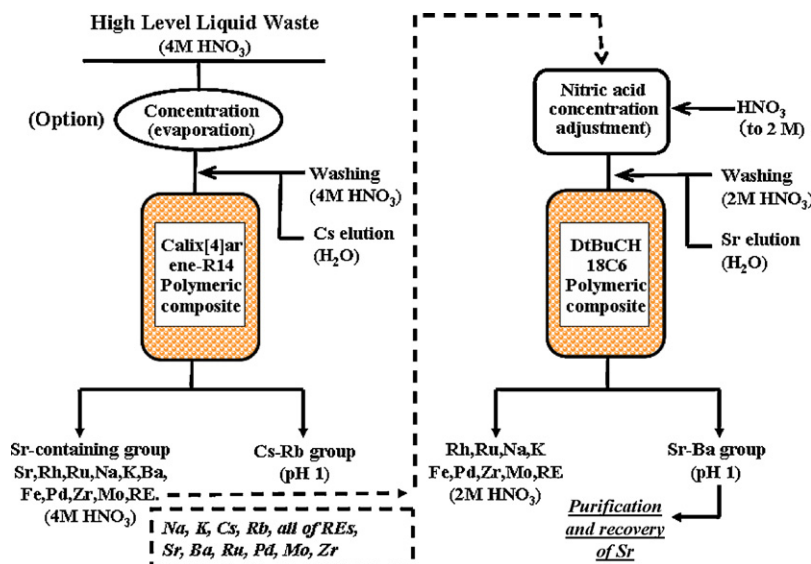 High Level Liquid Waste
(4M HNO₃)
(Option)
Concentration
(evaporation)
Washing
(4M HNO₃)
Cs elution
(H₂O)
Calix[4]ar
ene-R14
Polymeric
composite
Sr-containing group
Sr,Rh,Ru,Na,K,Ba,
Fe,Pd,Zr,Mo,RE.
(4M HNO₃)
Cs-Rb group
(pH 1)
Na, K, Cs, Rb, all of REs,
Sr, Ba, Ru, Pd, Mo, Zr
Nitric acid
concentration
adjustment)
HNO₃
(to 2 M)
Washing
(2M HNO₃)
Sr elution
(H₂O)
DtBuCH
18C6
Polymeric
composite
Rh,Ru,Na,K
Fe,Pd,Zr,Mo,RE
(2M HNO₃)
Sr-Ba group
(pH 1)
Purification
and recovery
of Sr